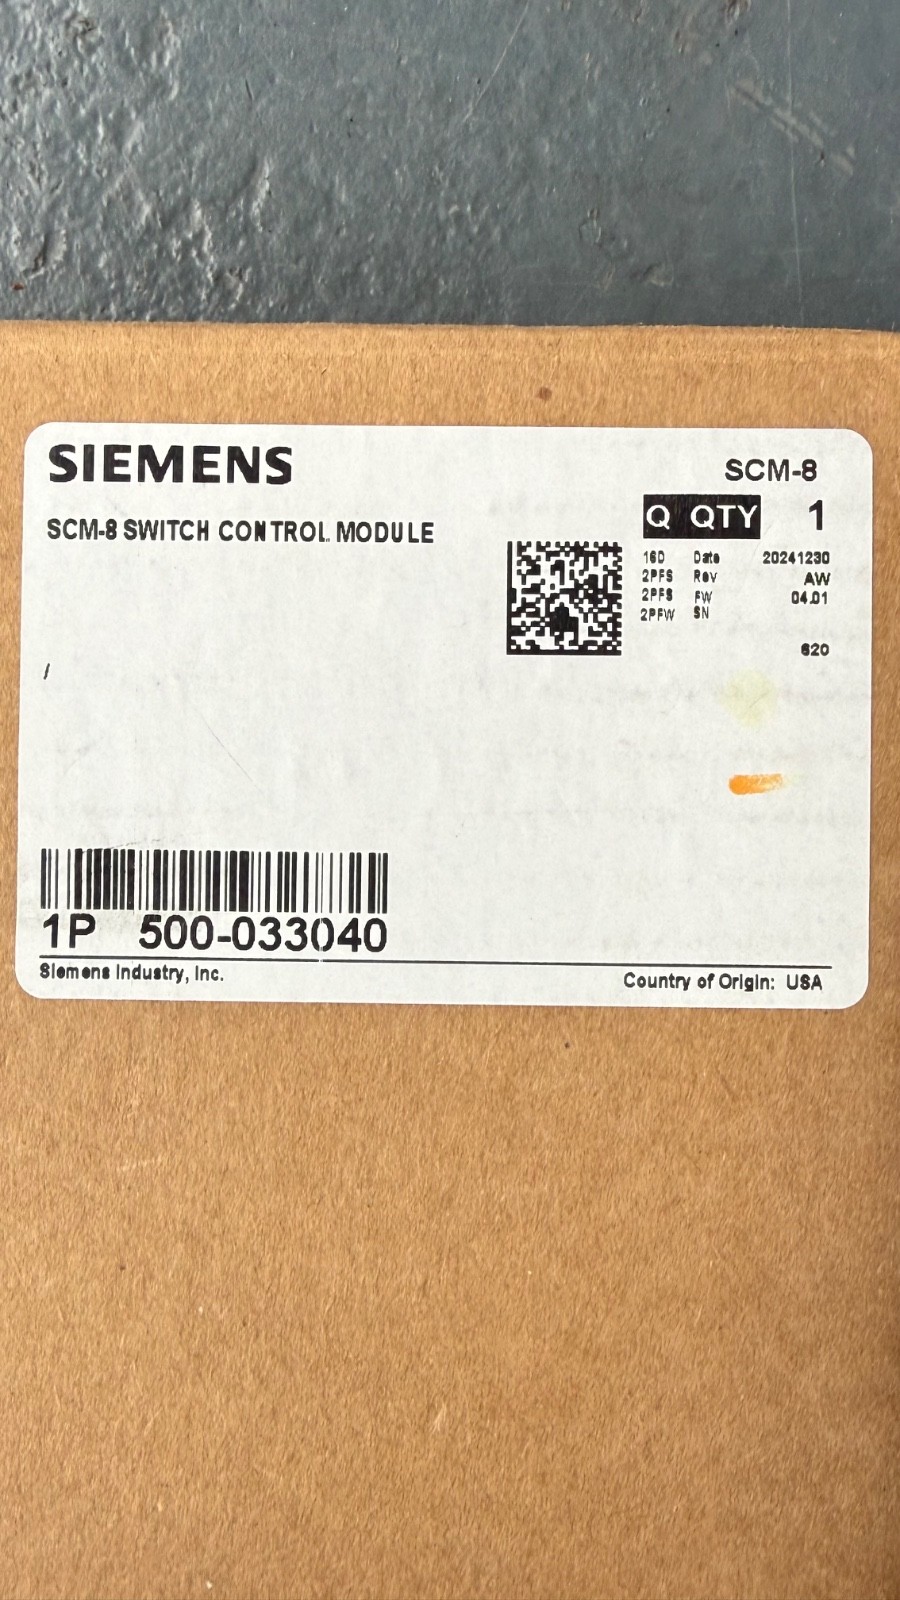 SIEMENS
SCM-8
SCM-8 SWITCH CONTROL MODULE
Q QTY 1
16D Date 20241230
2PFS Rev AW
2PFS FW 04.01
2PFW SN
620
1P 500-033040
Siemens Industry, Inc.
Country of Origin: USA